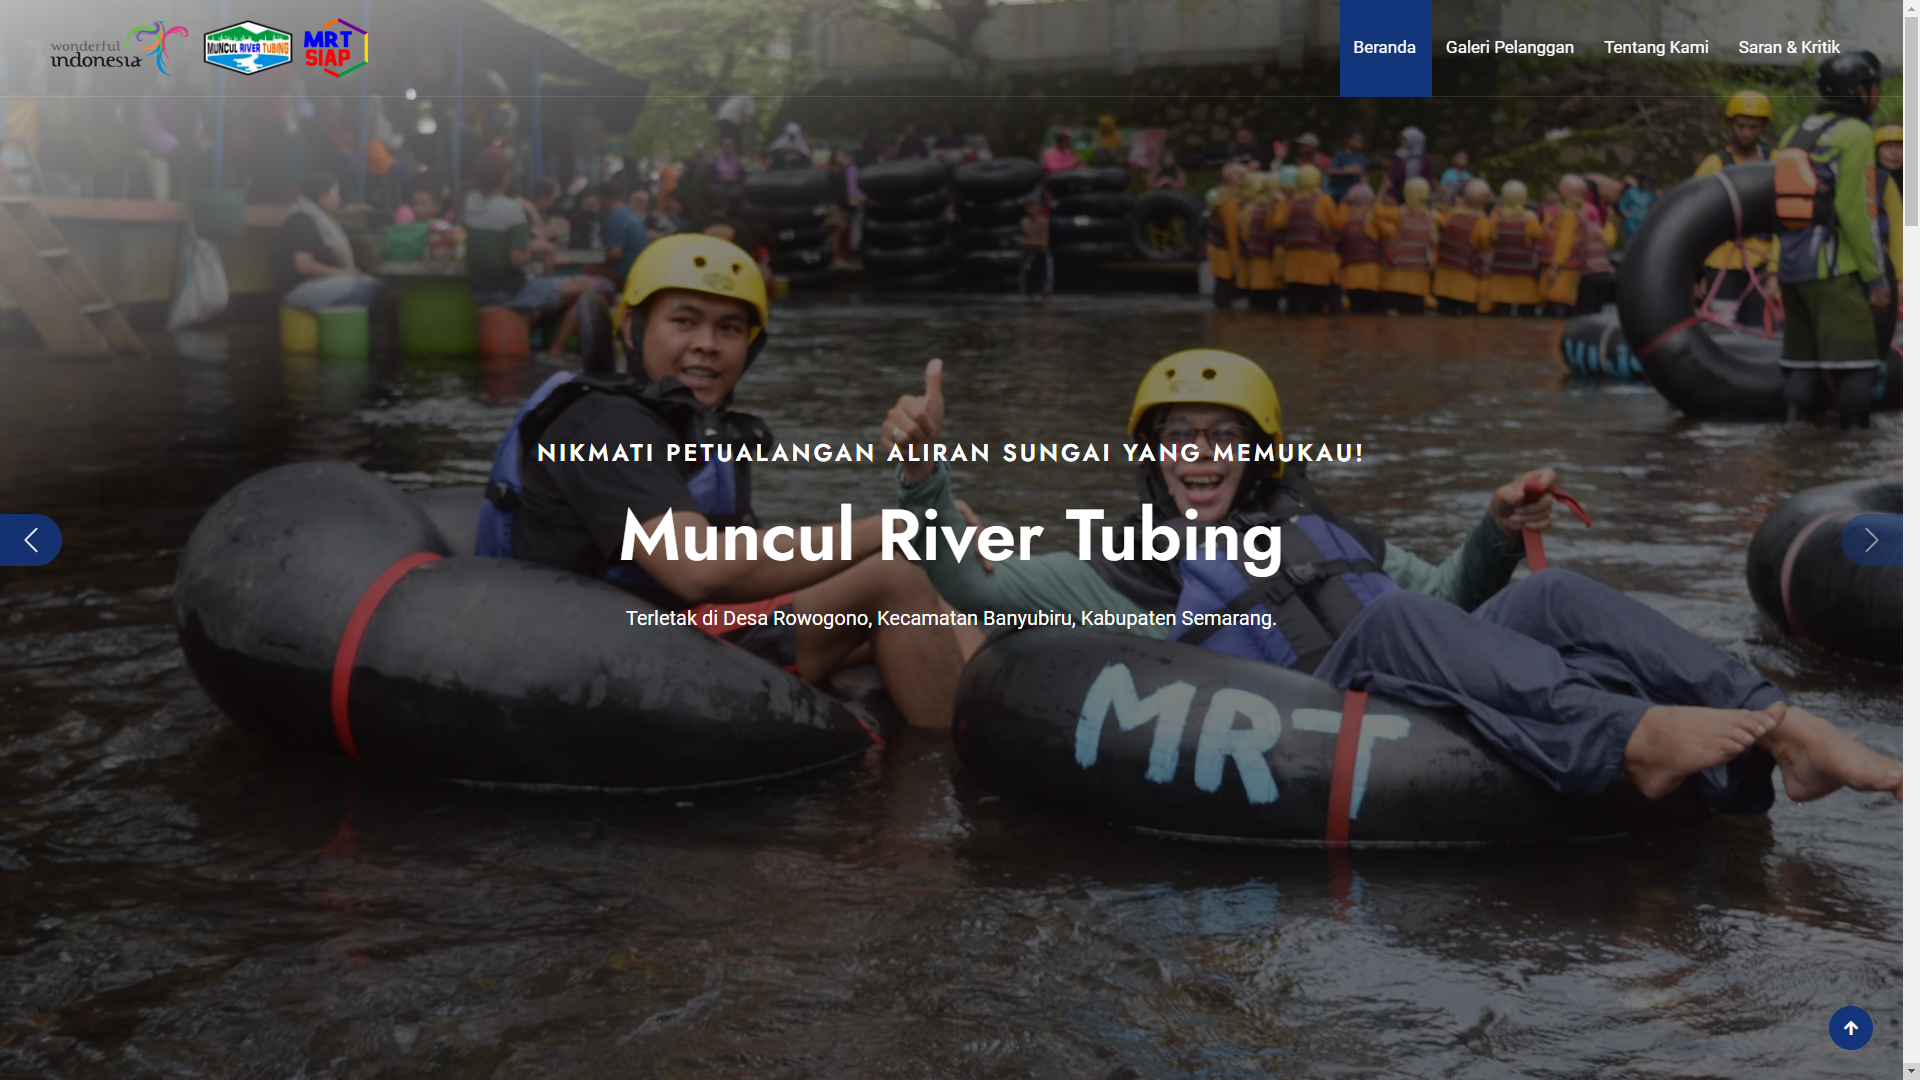 wonderful
indonesia
MUNCUL RIVER TUBING
MRT
SIAP
Beranda
Galeri Pelanggan
Tentang Kami
Saran & Kritik
NIKMATI PETUALANGAN ALIRAN SUNGAI YANG MEMUKAU!
Muncul River Tubing
Terletak di Desa Rowogono, Kecamatan Banyubiru, Kabupaten Semarang.
MRT